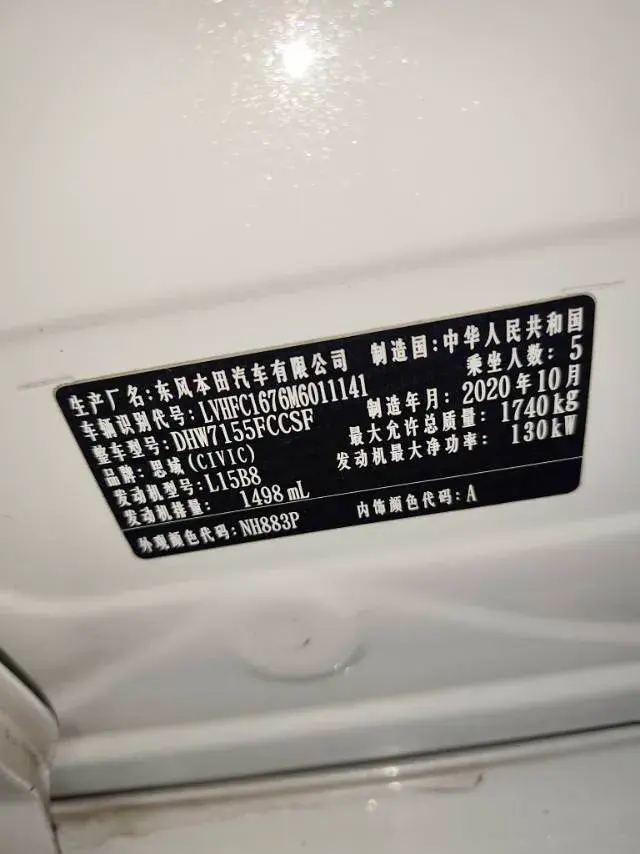 生产厂名:东风本田汽车有限公司 制造国:中华人民共和国
车辆识别代号:LVHFC1676M6011141 乘坐人数:5
整车型号:DHW7155FCCSF 制造年月:2020年10月
品牌:思域(CIVIC) 最大允许总质量:1740kg
发动机型号:L15B8 发动机最大净功率:130kW
发动机排量: 1498 mL
外观颜色代码:NH883P 内饰颜色代码:A